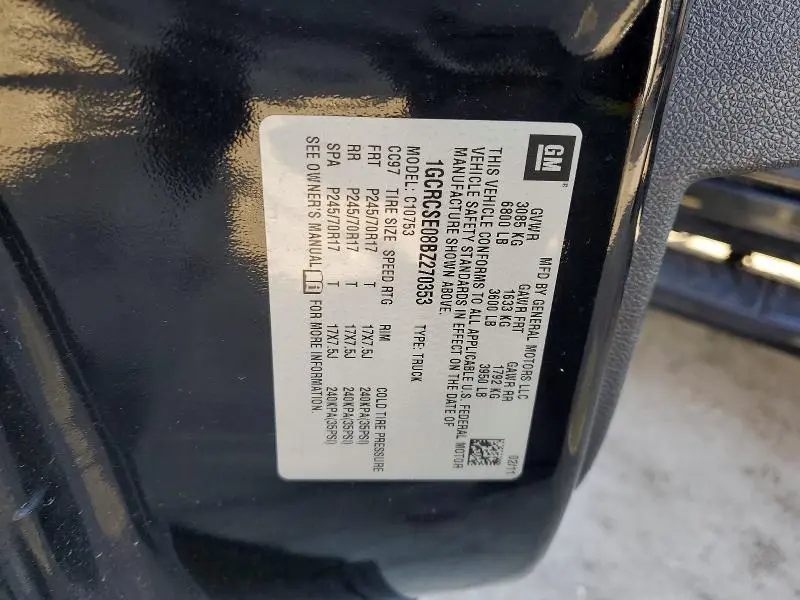 GM®
MFD BY GENERAL MOTORS LLC 02/11
GVWR GAWR FRT GAWR RR
3085 KG 1633 KG 1792 KG
6800 LB 3600 LB 3950 LB
THIS VEHICLE CONFORMS TO ALL APPLICABLE U.S. FEDERAL MOTOR
VEHICLE SAFETY STANDARDS IN EFFECT ON THE DATE OF
MANUFACTURE SHOWN ABOVE.
1GCRCSE08BZ270353 TYPE: TRUCK
MODEL: C10753
CC97 TIRE SIZE SPEED RTG RIM COLD TIRE PRESSURE
FRT P245/70R17 T 17X7.5J 240KPA(35PSI)
RR P245/70R17 T 17X7.5J 240KPA(35PSI)
SPA P245/70R17 T 17X7.5J 240KPA(35PSI)
SEE OWNER'S MANUAL FOR MORE INFORMATION.